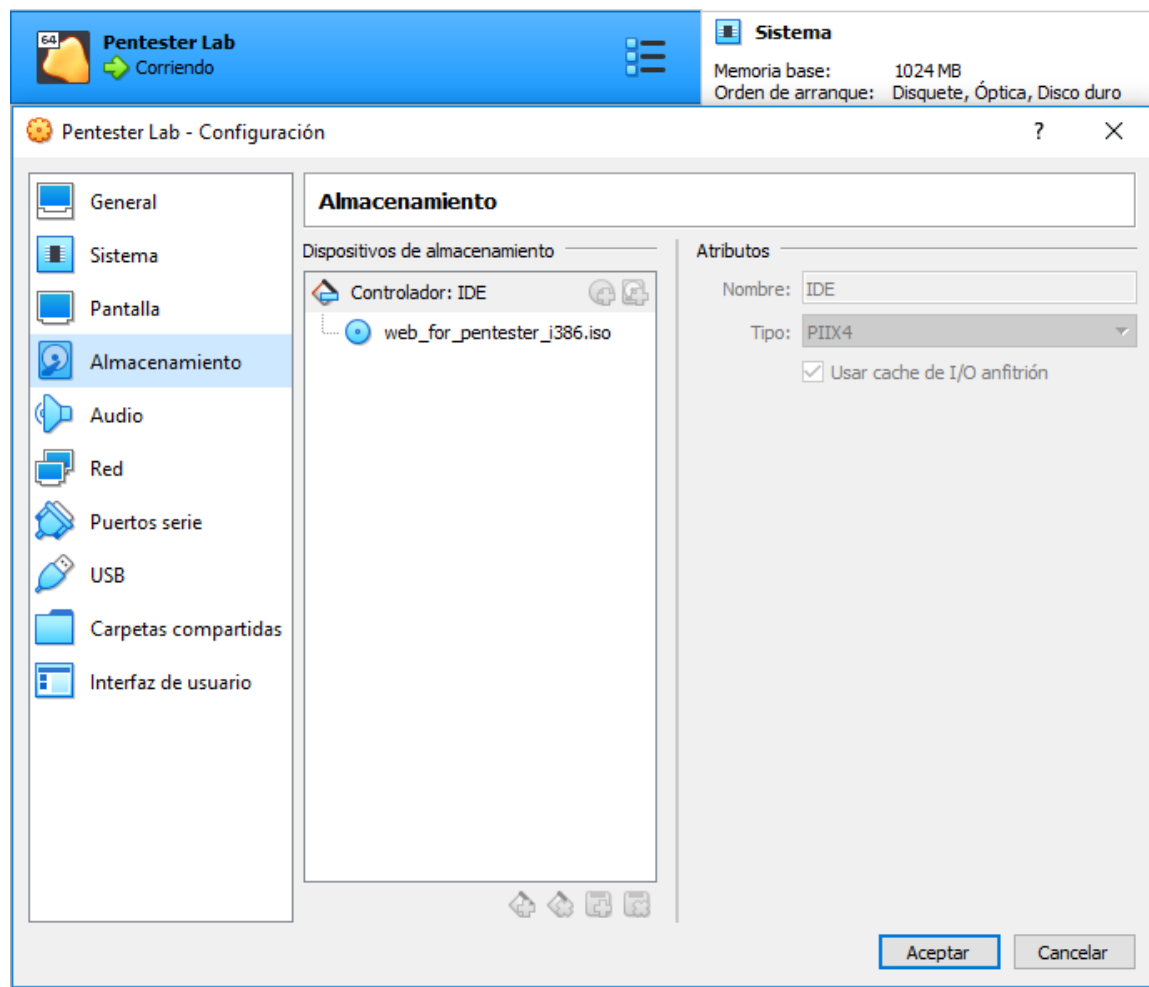 64
Pentester Lab
Corriendo
Sistema
Memoria base: 1024 MB
Orden de arranque: Disquete, Óptica, Disco duro
Pentester Lab - Configuración
?
General
Sistema
Pantalla
Almacenamiento
Audio
Red
Puertos serie
USB
Carpetas compartidas
Interfaz de usuario
Almacenamiento
Dispositivos de almacenamiento
Controlador: IDE
web_for_pentester_i386.iso
Atributos
Nombre: IDE
Tipo: PIIX4
Usar cache de I/O anfitrión
Aceptar
Cancelar